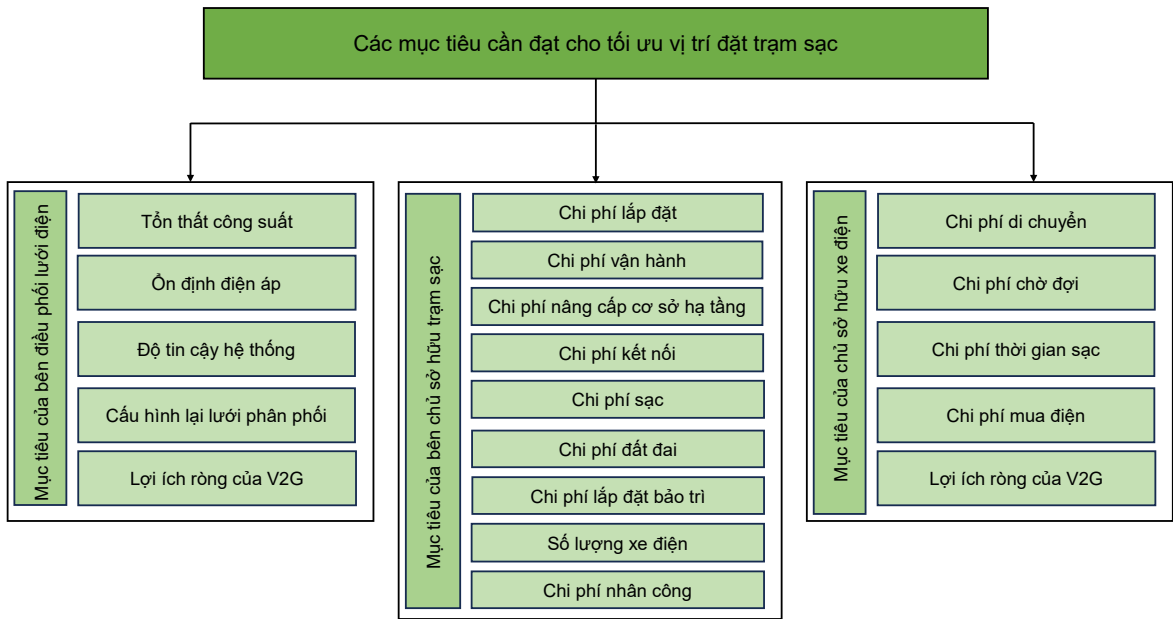 Các mục tiêu cần đạt cho tối ưu vị trí đặt trạm sạc
Mục tiêu của bên điều phối lưới điện
Tổn thất công suất
Ổn định điện áp
Độ tin cậy hệ thống
Cấu hình lại lưới phân phối
Lợi ích ròng của V2G
Mục tiêu của bên chủ sở hữu trạm sạc
Chi phí lắp đặt
Chi phí vận hành
Chi phí nâng cấp cơ sở hạ tầng
Chi phí kết nối
Chi phí sạc
Chi phí đất đai
Chi phí lắp đặt bảo trì
Số lượng xe điện
Chi phí nhân công
Mục tiêu của chủ sở hữu xe điện
Chi phí di chuyển
Chi phí chờ đợi
Chi phí thời gian sạc
Chi phí mua điện
Lợi ích ròng của V2G